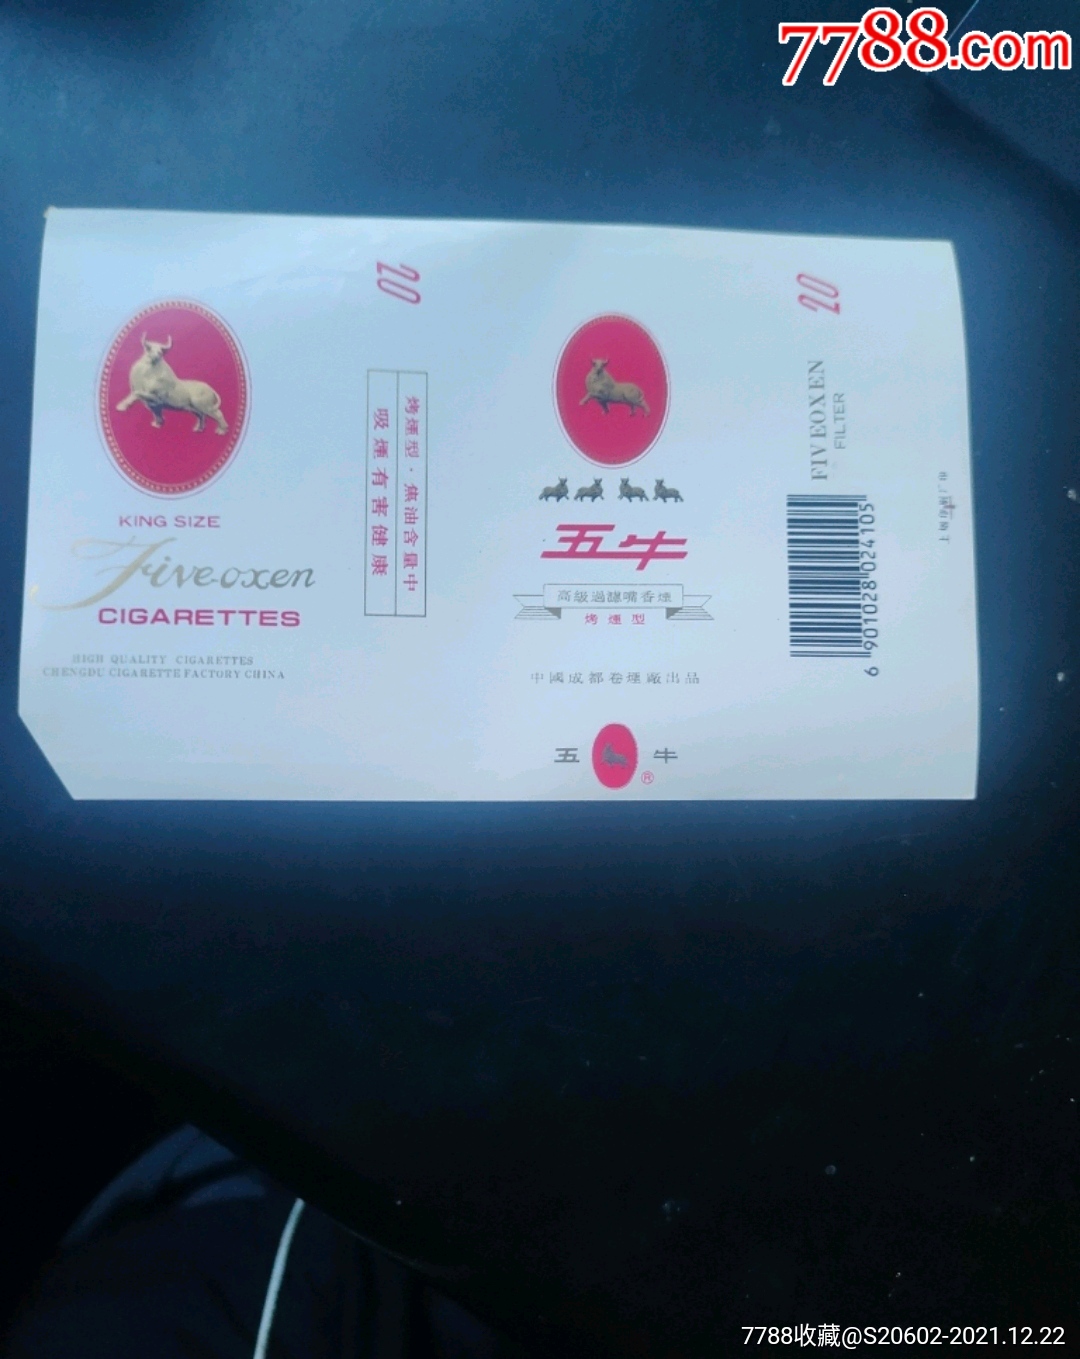 7788.com
20
KING SIZE
Five oxen
CIGARETTES
HIGH QUALITY CIGARETTES
CHENGDU CIGARETTE FACTORY CHINA
烤煙型·焦油含量中
吸煙有害健康
五牛
高級過濾嘴香煙
烤煙型
中國成都卷煙廠出品
五 牛
®
20
FIVEOXEN
FILTER
6 901028 024105
7788收藏@S20602-2021.12.22